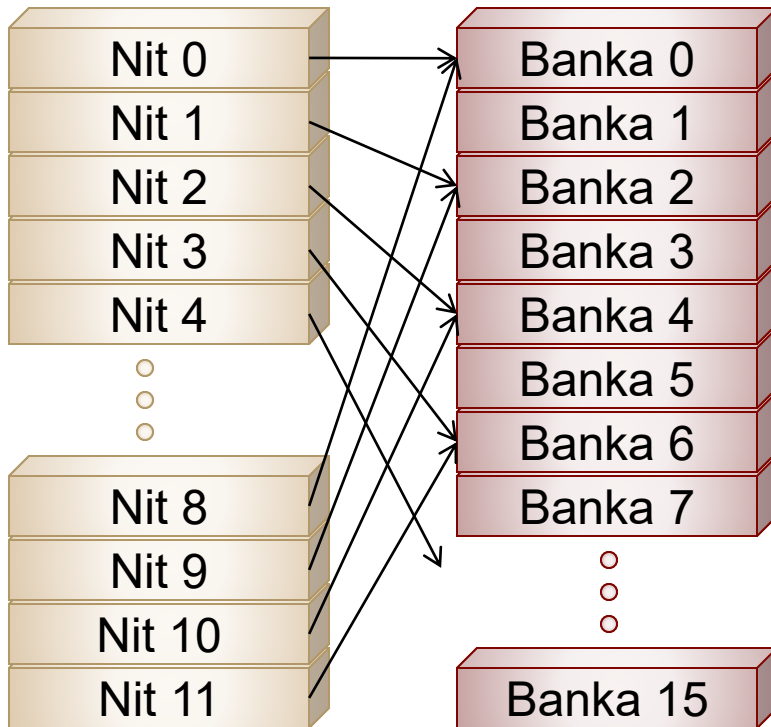 Nit 0
Nit 1
Nit 2
Nit 3
Nit 4
Nit 8
Nit 9
Nit 10
Nit 11
Banka 0
Banka 1
Banka 2
Banka 3
Banka 4
Banka 5
Banka 6
Banka 7
Banka 15